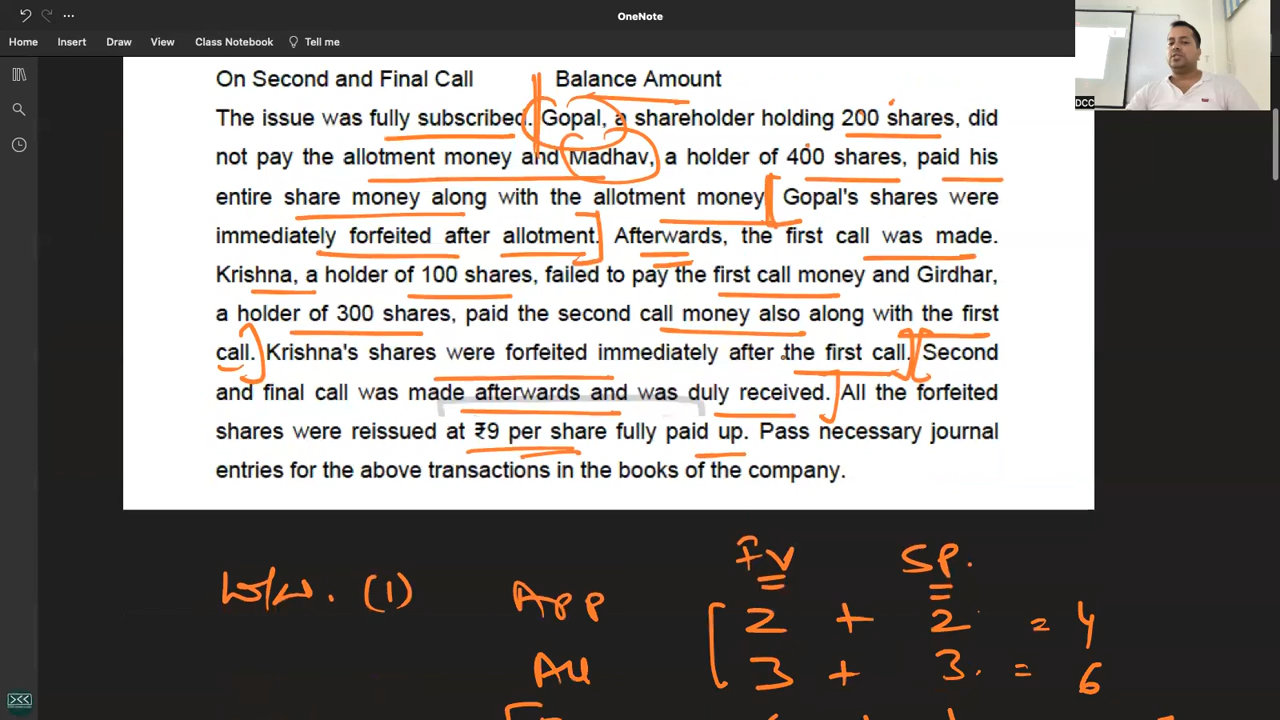 OneNote
Home Insert Draw View Class Notebook Tell me
DCC
On Second and Final Call Balance Amount
The issue was fully subscribed. Gopal, a shareholder holding 200 shares, did
not pay the allotment money and Madhav, a holder of 400 shares, paid his
entire share money along with the allotment money. Gopal's shares were
immediately forfeited after allotment. Afterwards, the first call was made.
Krishna, a holder of 100 shares, failed to pay the first call money and Girdhar,
a holder of 300 shares, paid the second call money also along with the first
call. Krishna's shares were forfeited immediately after the first call. Second
and final call was made afterwards and was duly received. All the forfeited
shares were reissued at ₹9 per share fully paid up. Pass necessary journal
entries for the above transactions in the books of the company.
FV SP.
W/W. (1) App 2 + 2 = 4
All 3 + 3 = 6